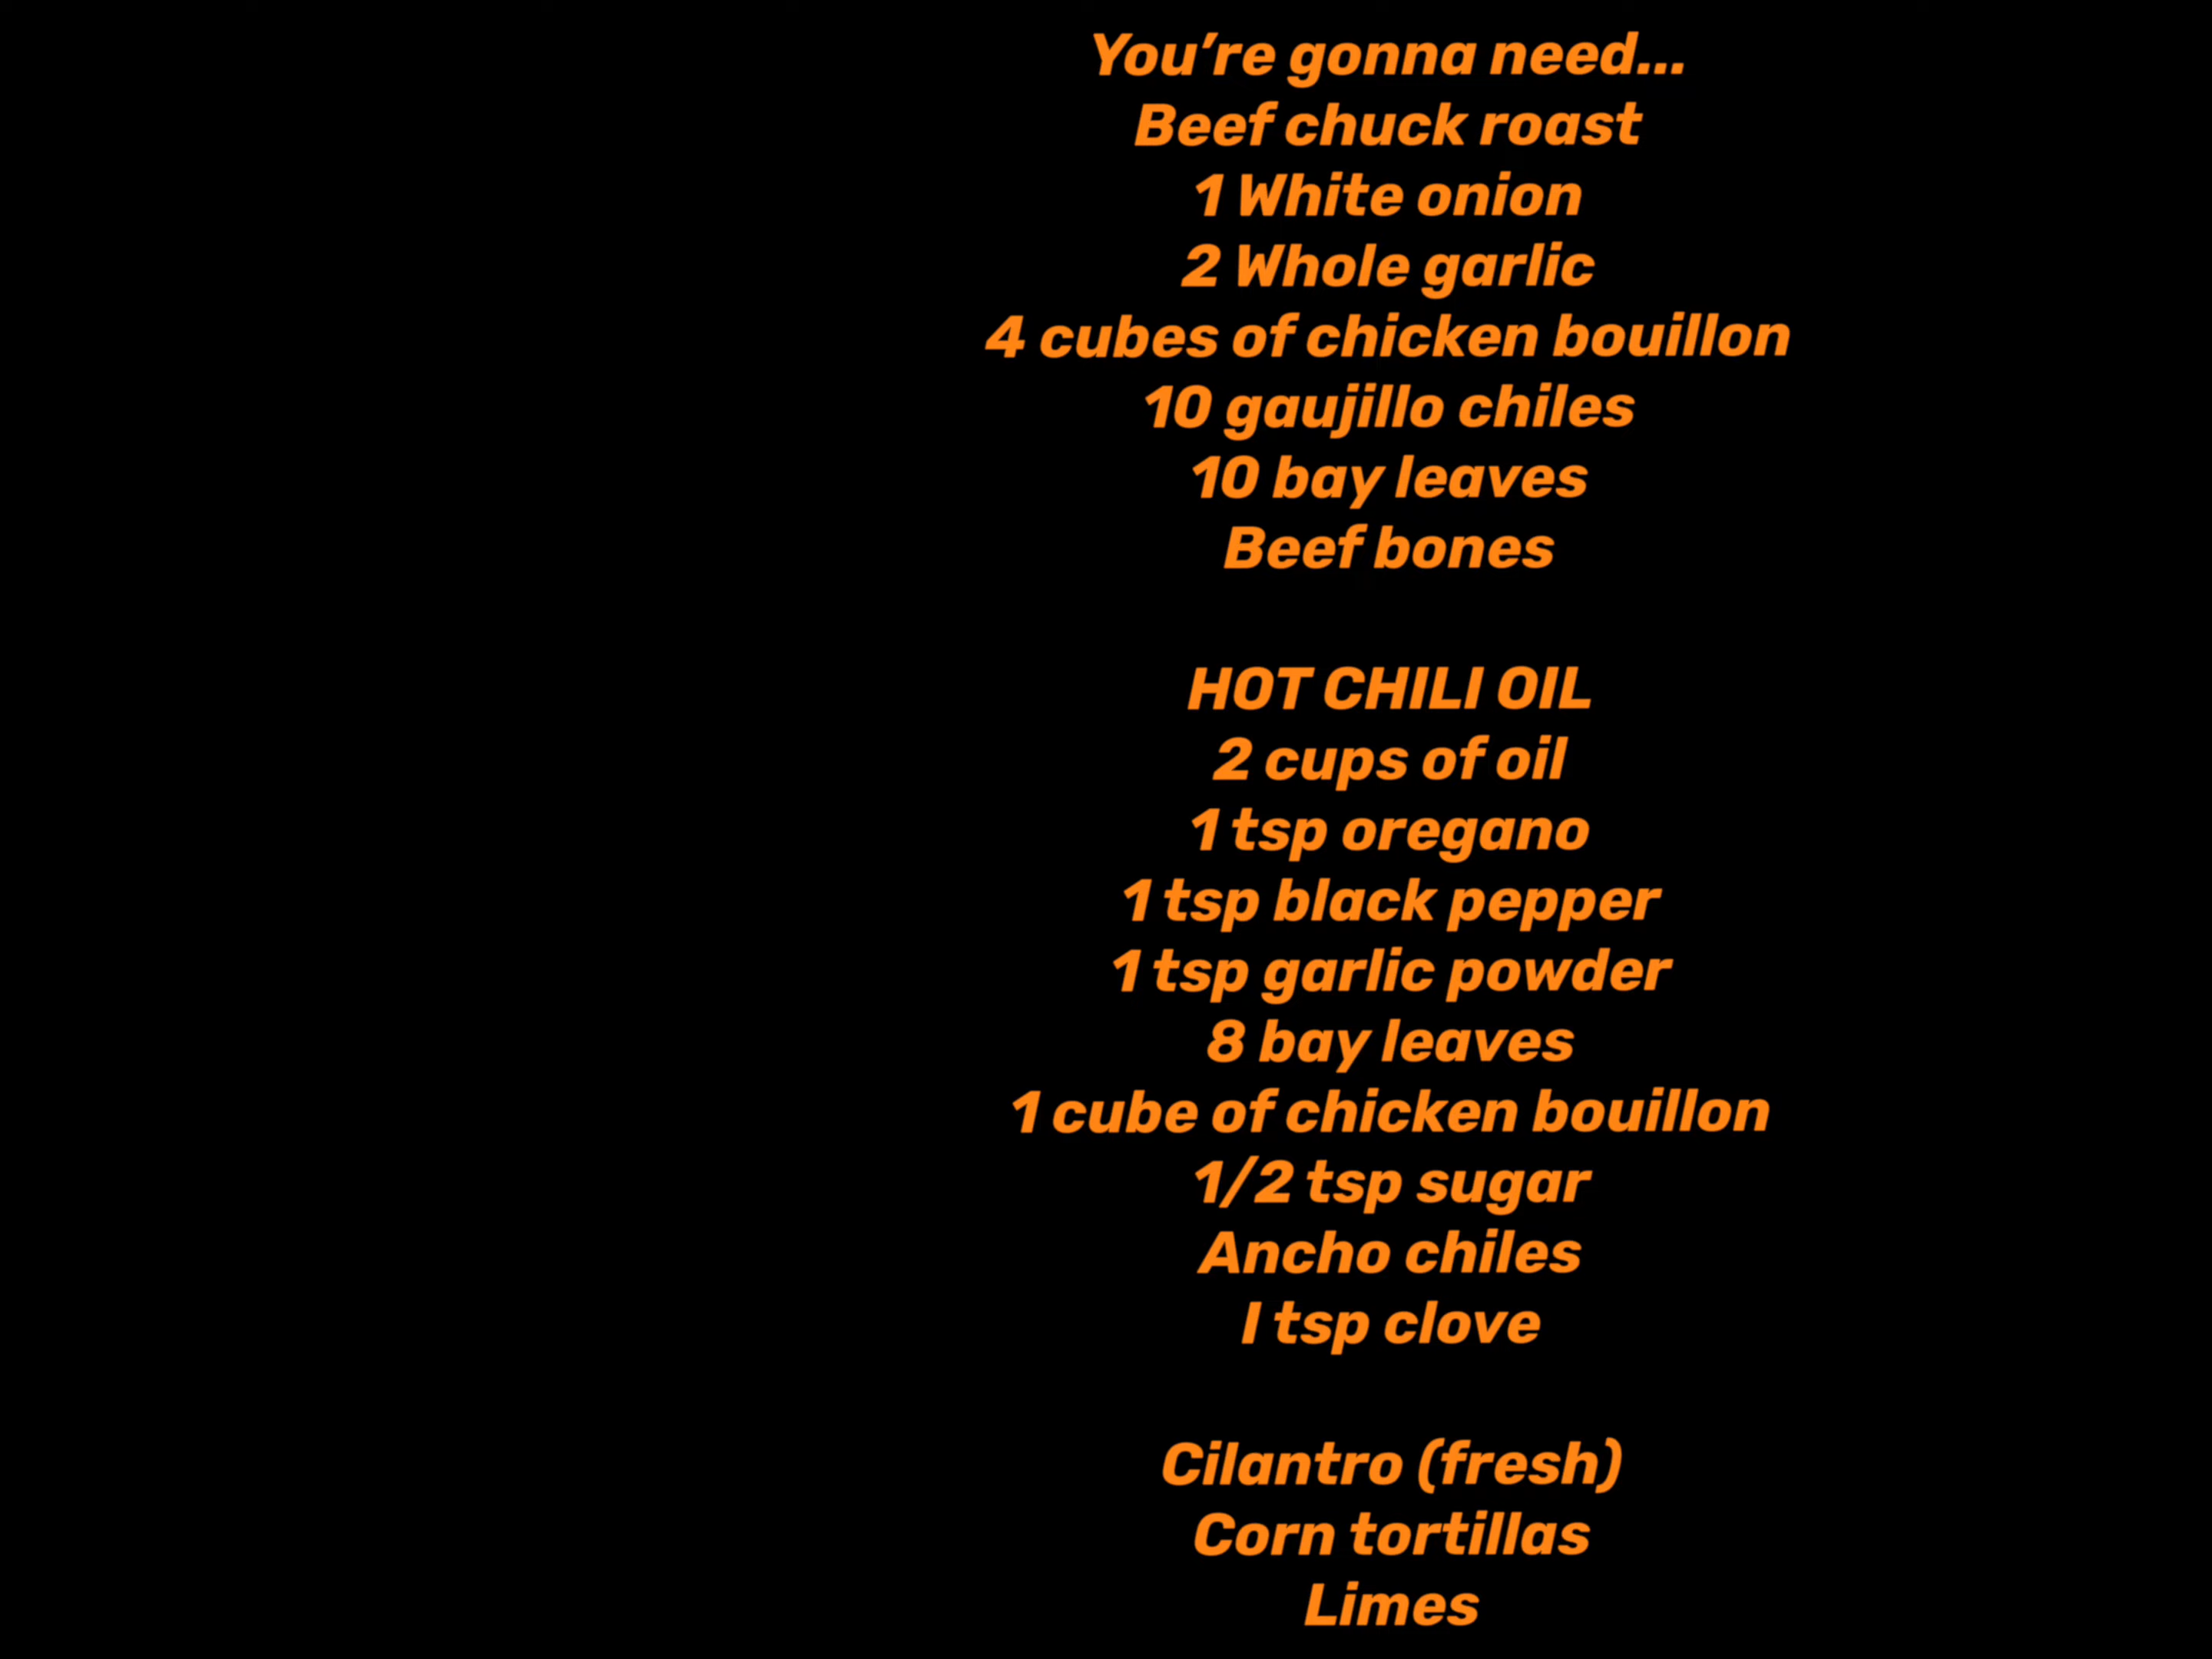 You’re gonna need...
Beef chuck roast
1 White onion
2 Whole garlic
4 cubes of chicken bouillon
10 gaujillo chiles
10 bay leaves
Beef bones
HOT CHILI OIL
2 cups of oil
1 tsp oregano
1 tsp black pepper
1 tsp garlic powder
8 bay leaves
1 cube of chicken bouillon
1/2 tsp sugar
Ancho chiles
I tsp clove
Cilantro (fresh)
Corn tortillas
Limes